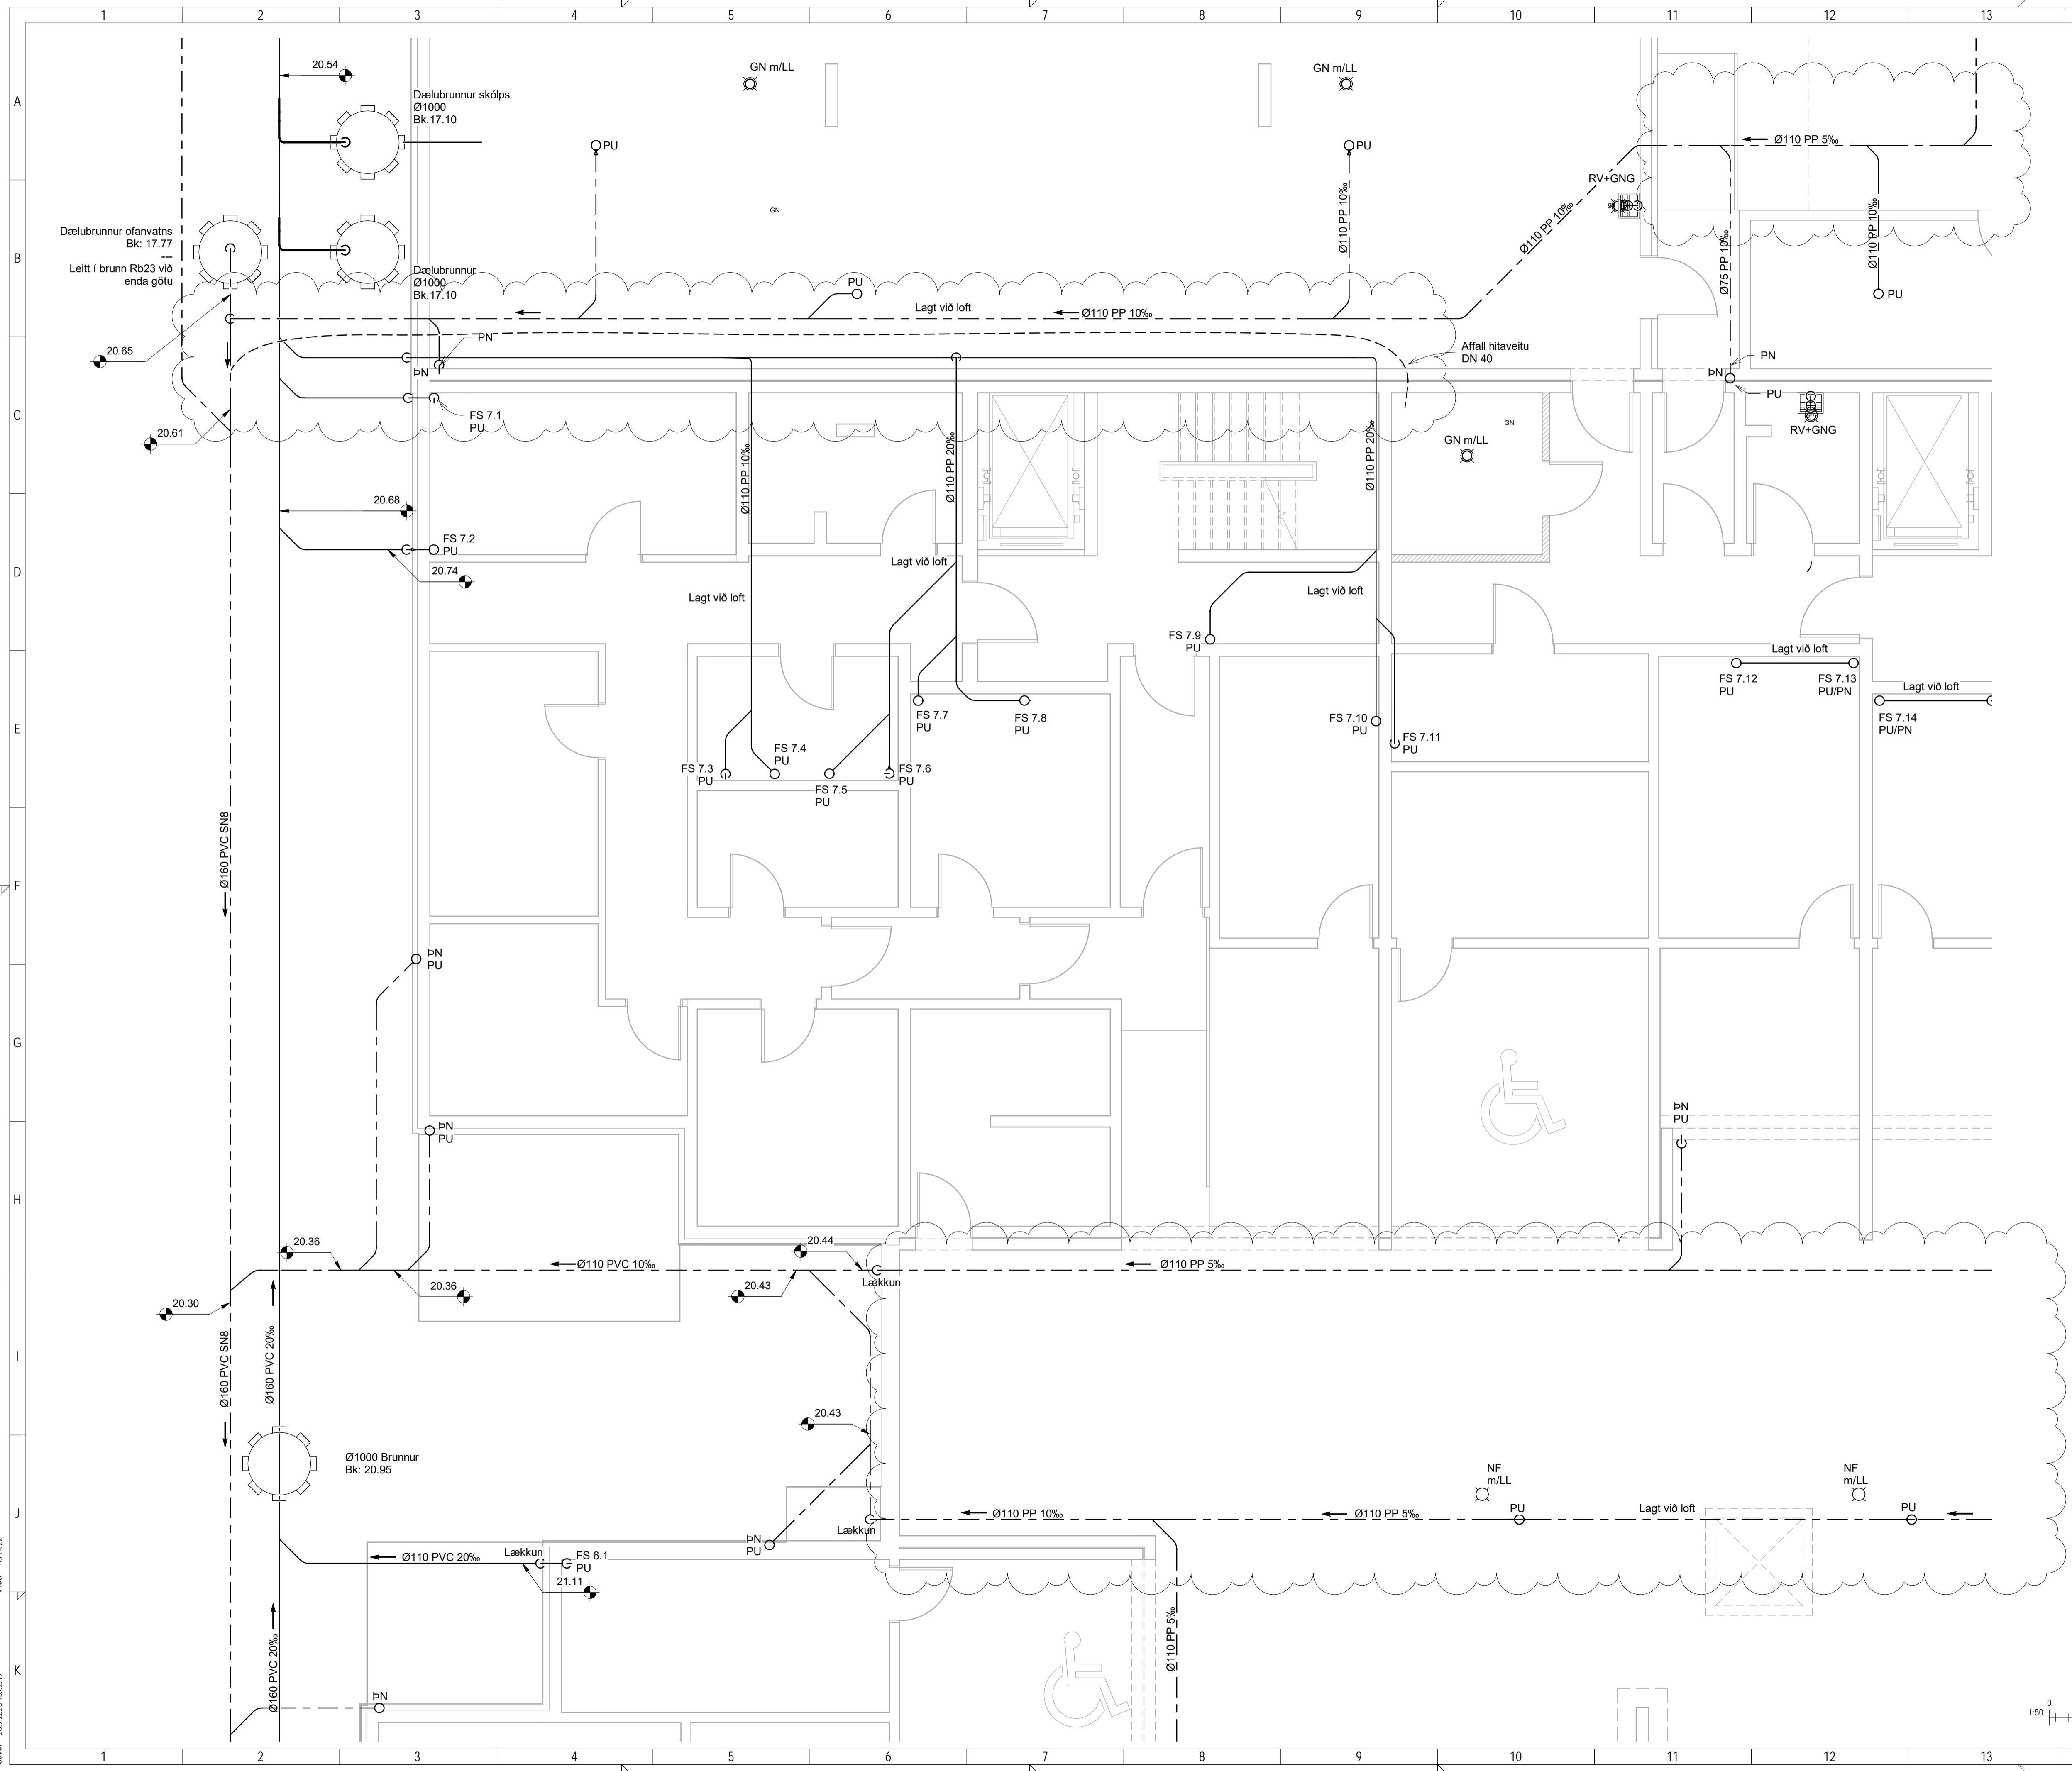 1 2 3 4 5 6 7 8 9 10 11 12 13
A
20.54
Dælubrunnur skólps
Ø1000
Bk.17.10
GN m/LL
GN m/LL
PU
PU
Ø110 PP 5‰
RV+GNG
B
Dælubrunnur ofanvatns
Bk: 17.77
---
Leitt í brunn Rb23 við
enda götu
Dælubrunnur
Ø1000
Bk.17.10
GN
Ø110 PP 10‰
Ø110 PP 10‰
Ø75 PP 10‰
Ø110 PP 10‰
PU
PU
Lagt við loft
Ø110 PP 10‰
20.65
PN
ÞN
Affall hitaveitu
DN 40
PN
ÞN
PU
C
20.61
FS 7.1
PU
Ø110 PP 10‰
Ø110 PP 20‰
Ø110 PP 20‰
GN m/LL
GN
RV+GNG
20.68
FS 7.2
PU
20.74
D
Lagt við loft
Lagt við loft
Lagt við loft
FS 7.9
PU
Lagt við loft
FS 7.12
PU
FS 7.13
PU/PN
Lagt við loft
E
FS 7.7
PU
FS 7.8
PU
FS 7.10
PU
FS 7.11
PU
FS 7.14
PU/PN
FS 7.3
PU
FS 7.4
PU
FS 7.5
PU
FS 7.6
PU
Ø160 PVC SN8
F
ÞN
PU
G
ÞN
PU
ÞN
PU
H
20.36
20.44
Ø110 PVC 10‰
Ø110 PP 5‰
20.36
20.43
Lækkun
20.30
I
Ø160 PVC SN8
Ø160 PVC 20‰
20.43
Ø1000 Brunnur
Bk: 20.95
NF
m/LL
NF
m/LL
J
Ø110 PP 10‰
Ø110 PP 5‰
PU
Lagt við loft
PU
Lækkun
ÞN
PU
Ø110 PVC 20‰
Lækkun
FS 6.1
PU
21.11
Ø160 PVC 20‰
Ø110 PP 5‰
K
ÞN
0
1:50
1 2 3 4 5 6 7 8 9 10 11 12 13